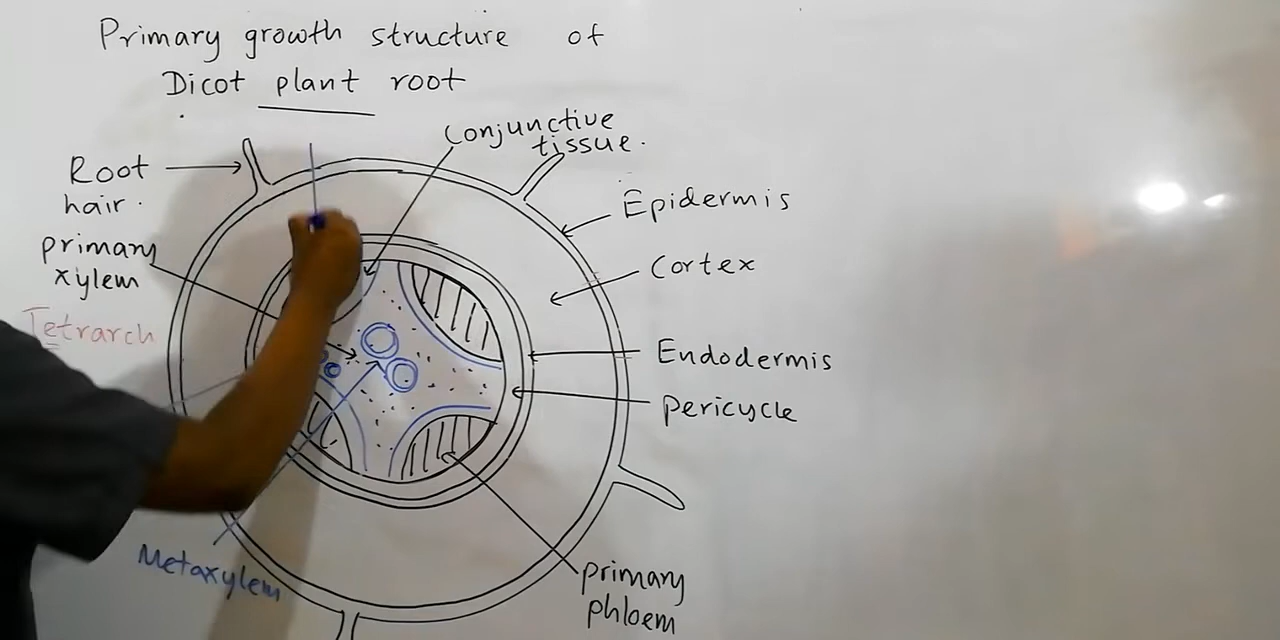 Primary growth structure of
Dicot plant root
Conjunctive
tissue.
Root
hair.
Epidermis
primary
xylem
Cortex
Tetrarch
Endodermis
pericycle
Metaxylem
primary
phloem